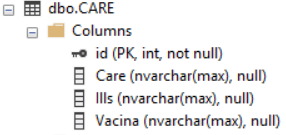 dbo.CARE
Columns
id (PK, int, not null)
Care (nvarchar(max), null)
Ills (nvarchar(max), null)
Vacina (nvarchar(max), null)